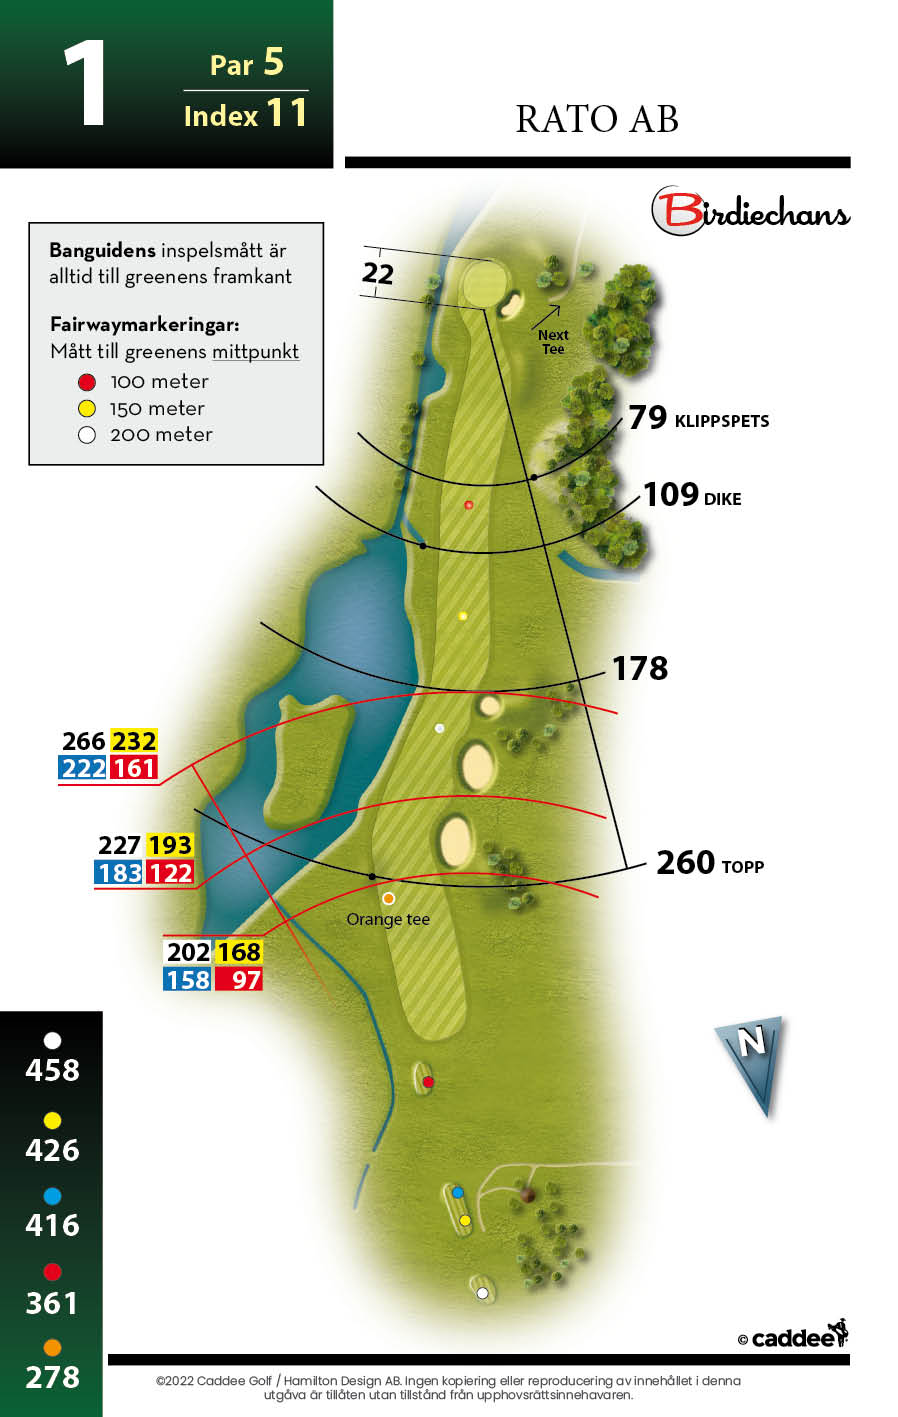 1
Par 5
Index 11
RATO AB
Birdiechans
Banguidens inspelsmått är
alltid till greenens framkant
Fairwaymarkeringar:
Mått till greenens mittpunkt
100 meter
150 meter
200 meter
22
Next
Tee
79 KLIPPSPETS
109 DIKE
178
266 232
222 161
227 193
183 122
260 TOPP
Orange tee
202 168
158 97
N
458
426
416
361
278
© caddee
©2022 Caddee Golf / Hamilton Design AB. Ingen kopiering eller reproducering av innehållet i denna
utgåva är tillåten utan tillstånd från upphovsrättsinnehavaren.